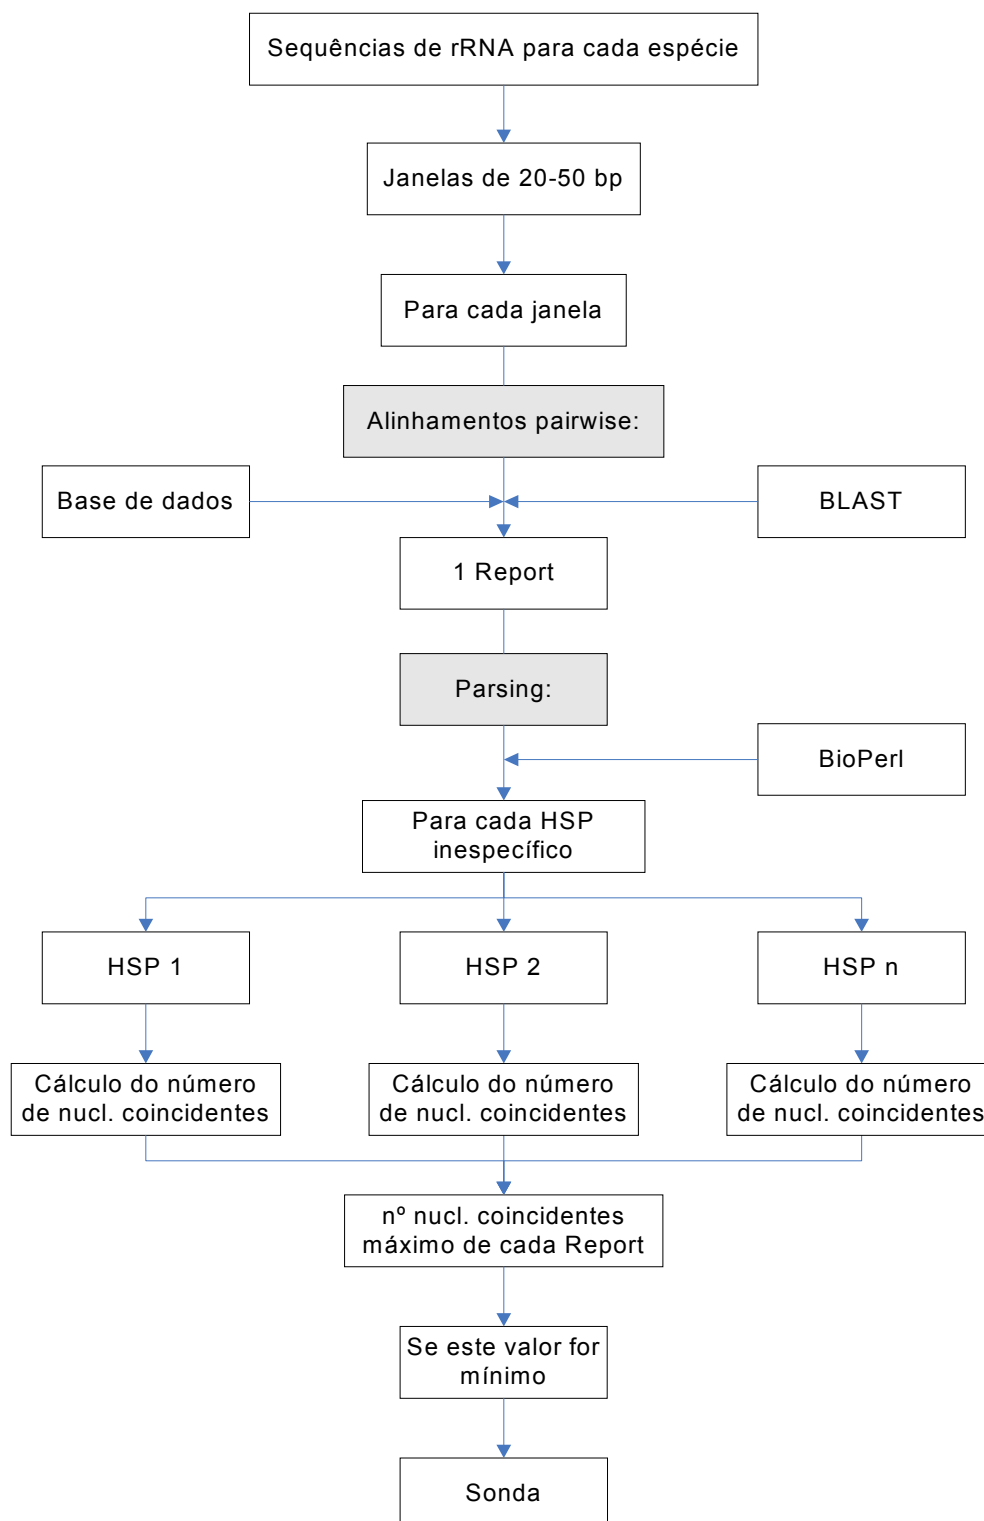 Sequências de rRNA para cada espécie
Janelas de 20-50 bp
Para cada janela
Alinhamentos pairwise:
Base de dados
BLAST
1 Report
Parsing:
BioPerl
Para cada HSP
inespecífico
HSP 1
HSP 2
HSP n
Cálculo do número
de nucl. coincidentes
Cálculo do número
de nucl. coincidentes
Cálculo do número
de nucl. coincidentes
nº nucl. coincidentes
máximo de cada Report
Se este valor for
mínimo
Sonda